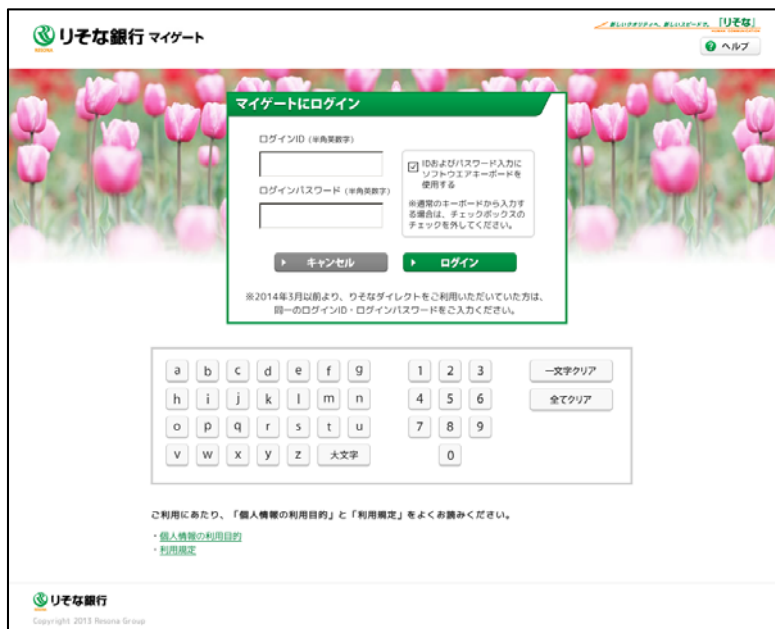 りそな銀行 マイゲート
RESONA
新しいクオリティへ、新しいスピードで。「りそな」
ヘルプ
マイゲートにログイン
ログインID (半角英数字)
ログインパスワード (半角英数字)
IDおよびパスワード入力に
ソフトウエアキーボードを
使用する
※通常のキーボードから入力す
る場合は、チェックボックスの
チェックを外してください。
キャンセル
ログイン
※2014年3月以前より、りそなダイレクトをご利用いただいていた方は、
同一のログインID・ログインパスワードをご入力ください。
a b c d e f g 1 2 3 一文字クリア
h i j k l m n 4 5 6 全てクリア
o p q r s t u 7 8 9
v w x y z 大文字 0
ご利用にあたり、「個人情報の利用目的」と「利用規定」をよくお読みください。
・個人情報の利用目的
・利用規定
りそな銀行
RESONA
Copyright 2013 Resona Group